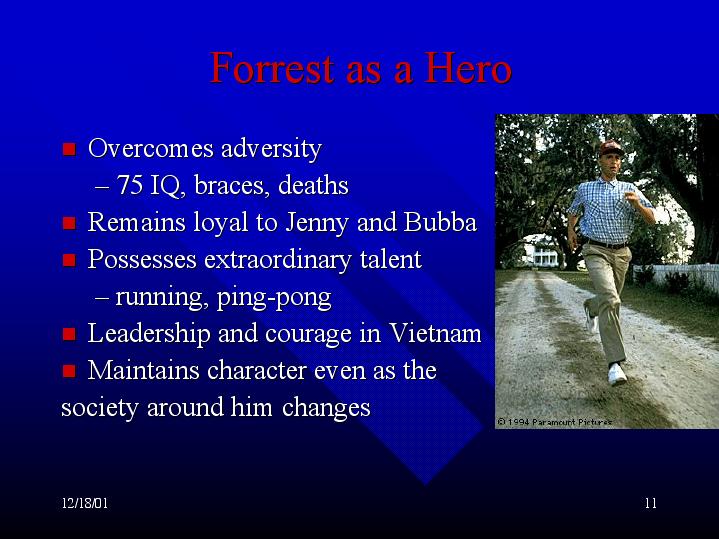 Forrest as a Hero
Overcomes adversity
– 75 IQ, braces, deaths
Remains loyal to Jenny and Bubba
Possesses extraordinary talent
– running, ping-pong
Leadership and courage in Vietnam
Maintains character even as the
society around him changes
© 1994 Paramount Pictures
12/18/01
11